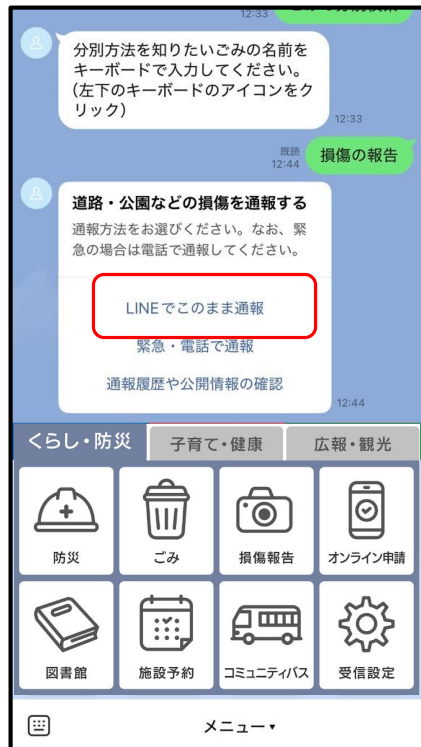 12:33
分別方法を知りたいごみの名前を
キーボードで入力してください。
(左下のキーボードのアイコンをク
リック)
12:33
既読
12:44
損傷の報告
道路・公園などの損傷を通報する
通報方法をお選びください。なお、緊
急の場合は電話で通報してください。
LINEでこのまま通報
緊急・電話で通報
通報履歴や公開情報の確認
12:44
くらし・防災
子育て・健康
広報・観光
防災
ごみ
損傷報告
オンライン申請
図書館
施設予約
コミュニティバス
受信設定
メニュー▾